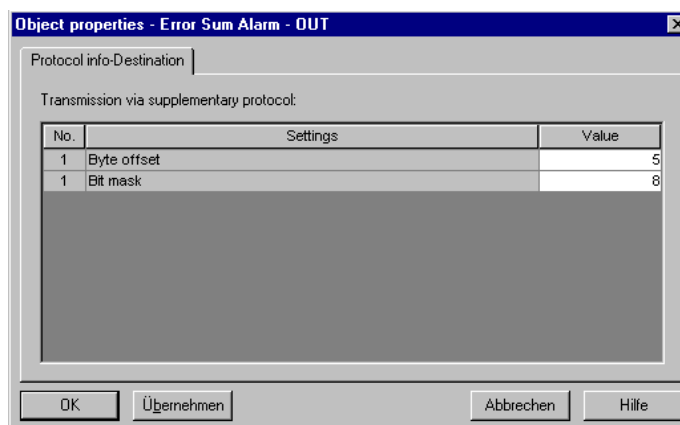 Object properties - Error Sum Alarm - OUT
Protocol info-Destination
Transmission via supplementary protocol:
No. Settings Value
1 Byte offset 5
1 Bit mask 8
OK Übernehmen Abbrechen Hilfe